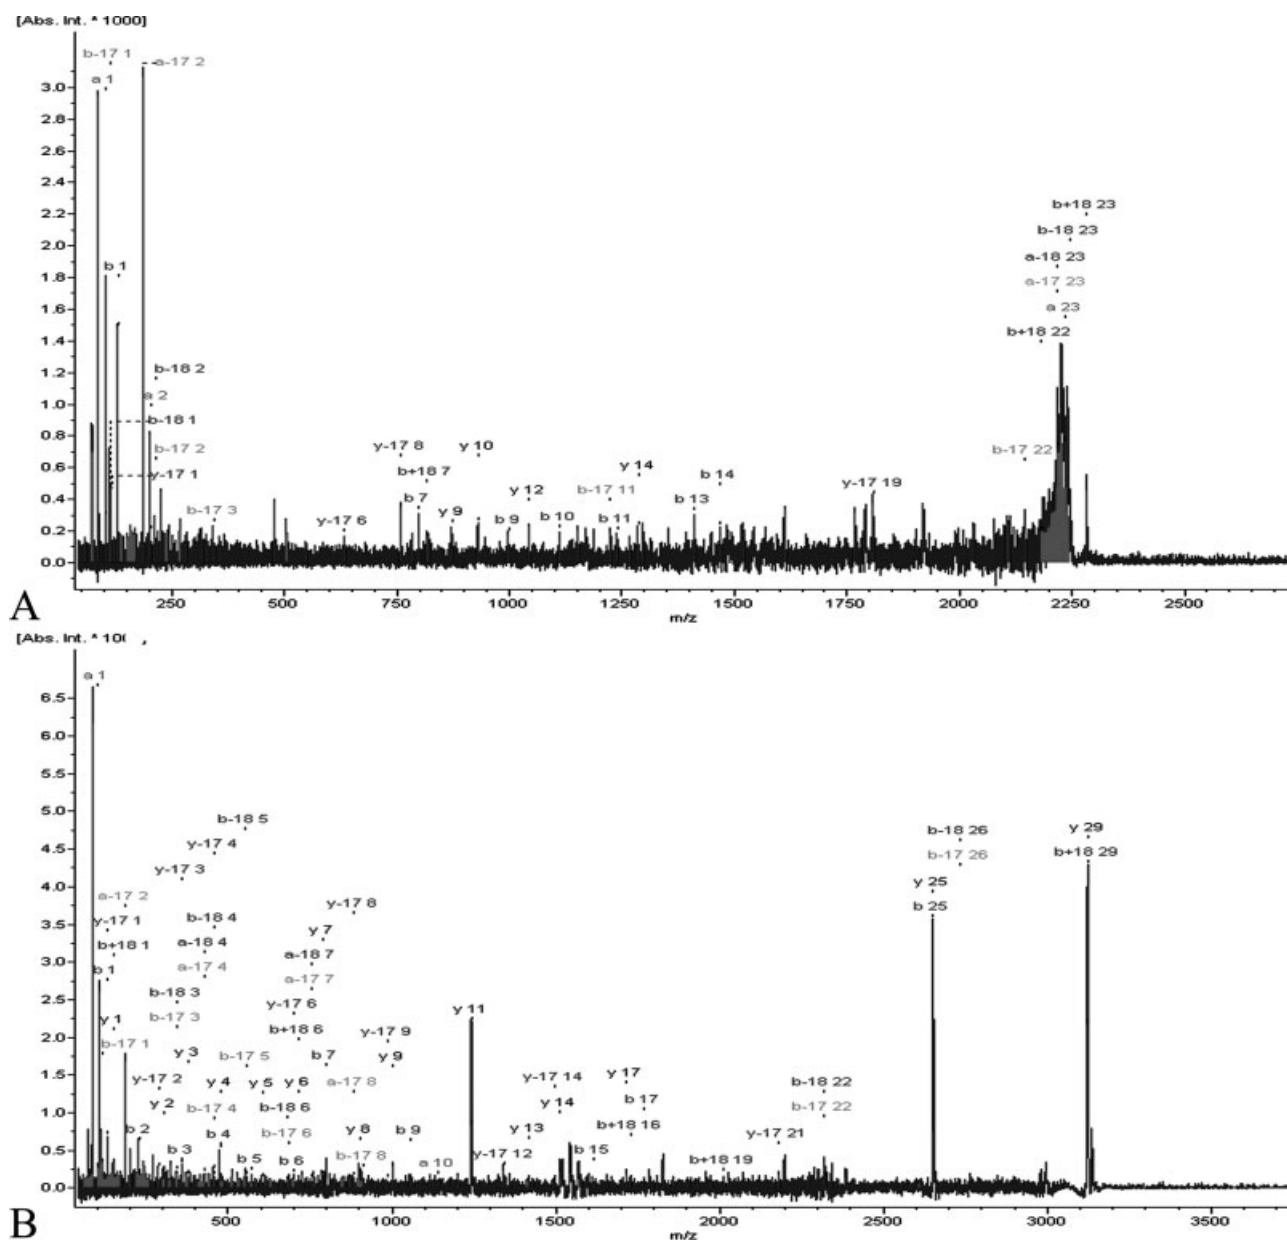 [Abs. Int. * 1000]
b-17 1
a-17 2
a 1
3.0
2.8
2.6
2.4
b+18 23
2.2
b-18 23
2.0
a-18 23
b 1
1.8
a-17 23
1.6
a 23
b+18 22
1.4
b-18 2
1.2
a 2
1.0
b-18 1
0.8
y-17 8
y 10
b-17 2
b-17 22
y 14
0.6
b+18 7
y-17 1
y 12
b-17 11
b 14
y-17 19
b 7
b 13
0.4
b-17 3
y-17 6
y 9
b 9
b 10
b 11
0.2
0.0
250
500
750
1000
1250
1500
1750
2000
2250
2500
m/z
A
[Abs. Int. * 10
a 1
6.5
6.0
5.5
5.0
b-18 5
b-18 26
y 29
4.5
y-17 4
b-17 26
b+18 29
y-17 3
4.0
a-17 2
y 25
y-17 8
b 25
3.5
y-17 1
b-18 4
y 7
b+18 1
a-18 4
a-18 7
3.0
b 1
a-17 4
a-17 7
b-18 3
2.5
y-17 6
b-17 3
b+18 6
y 11
y 1
y-17 9
2.0
b-17 1
y 3
b-17 5
b 7
y 9
1.5
y-17 2
y 4
y 5
y 6
a-17 8
y-17 14
y 17
b-18 22
y 2
b-18 6
y 14
b 17
b-17 22
1.0
b-17 4
b 2
b-17 6
y 8
b 9
y 13
b+18 16
b 4
0.5
b 3
b 5
b 6
b-17 8
a 10
y-17 12
b 15
b+18 19
y-17 21
0.0
500
1000
1500
2000
2500
3000
3500
m/z
B